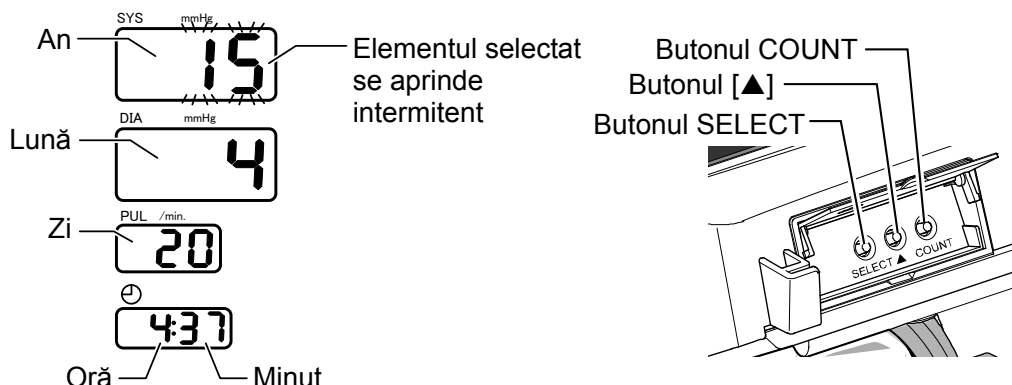 SYS mmHg
An
15
Elementul selectat
se aprinde
intermitent
DIA mmHg
Lună
4
PUL /min.
Zi
20
4:37
Oră
Minut
Butonul COUNT
Butonul [▲]
Butonul SELECT
SELECT ▲ COUNT